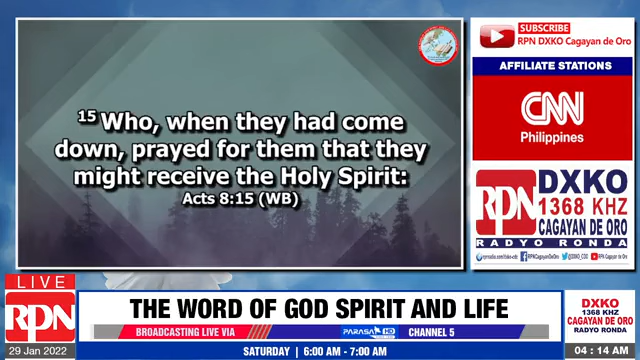 ¹⁵ Who, when they had come
down, prayed for them that they
might receive the Holy Spirit:
Acts 8:15 (WB)
SUBSCRIBE
RPN DXKO Cagayan de Oro
AFFILIATE STATIONS
CNN
Philippines
RPN DXKO
1368 KHZ
CAGAYAN DE ORO
RADYO RONDA
LIVE
RPN
29 Jan 2022
THE WORD OF GOD SPIRIT AND LIFE
BROADCASTING LIVE VIA PARASAT HD CHANNEL 5
SATURDAY | 6:00 AM - 7:00 AM
DXKO
1368 KHZ
CAGAYAN DE ORO
RADYO RONDA
04 : 14 AM